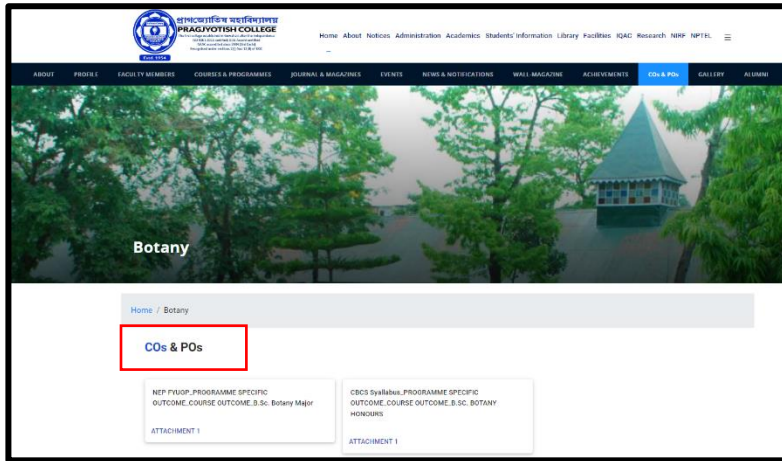 প্রাগজ্যোতিষ মহাবিদ্যালয়
PRAGJYOTISH COLLEGE
Estd 1954
Home About Notices Administration Academics Students' Information Library Facilities IQAC Research NIRF NPTEL
ABOUT PROFILE FACULTY MEMBERS COURSES & PROGRAMMES JOURNAL & MAGAZINES EVENTS NEWS & NOTIFICATIONS WALL-MAGAZINE ACHIEVEMENTS COs & POs GALLERY ALUMNI
Botany
Home / Botany
COs & POs
NEP FYUGP_PROGRAMME SPECIFIC
OUTCOME_COURSE OUTCOME_B.Sc. Botany Major
ATTACHMENT 1
CBCS Syallabus_PROGRAMME SPECIFIC
OUTCOME_COURSE OUTCOME_B.SC. BOTANY
HONOURS
ATTACHMENT 1